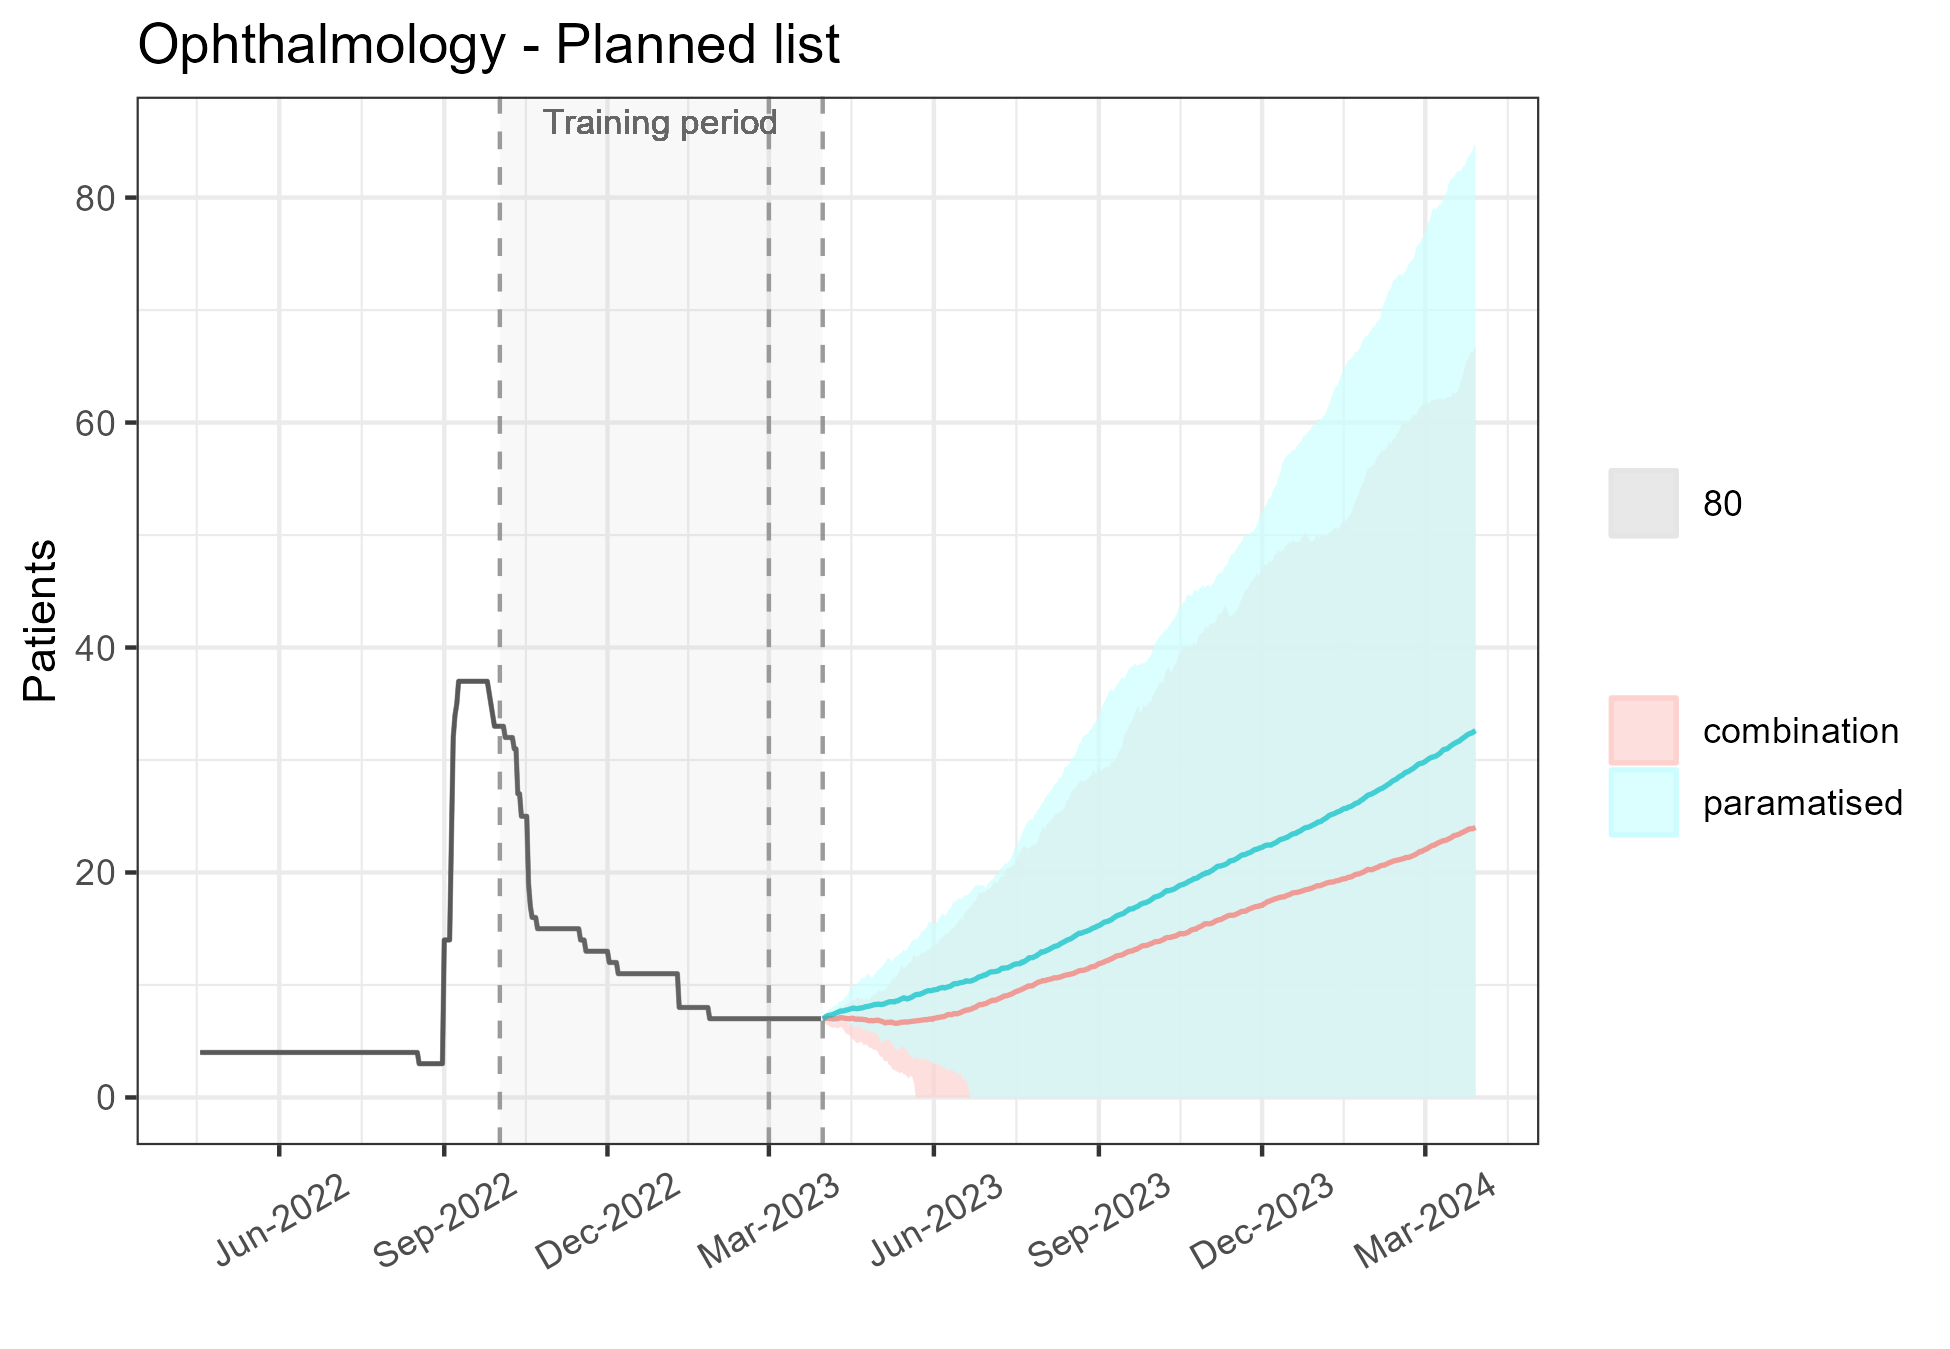 Ophthalmology - Planned list
Training period
Patients
80
60
40
20
0
Jun-2022
Sep-2022
Dec-2022
Mar-2023
Jun-2023
Sep-2023
Dec-2023
Mar-2024
80
combination
paramatised